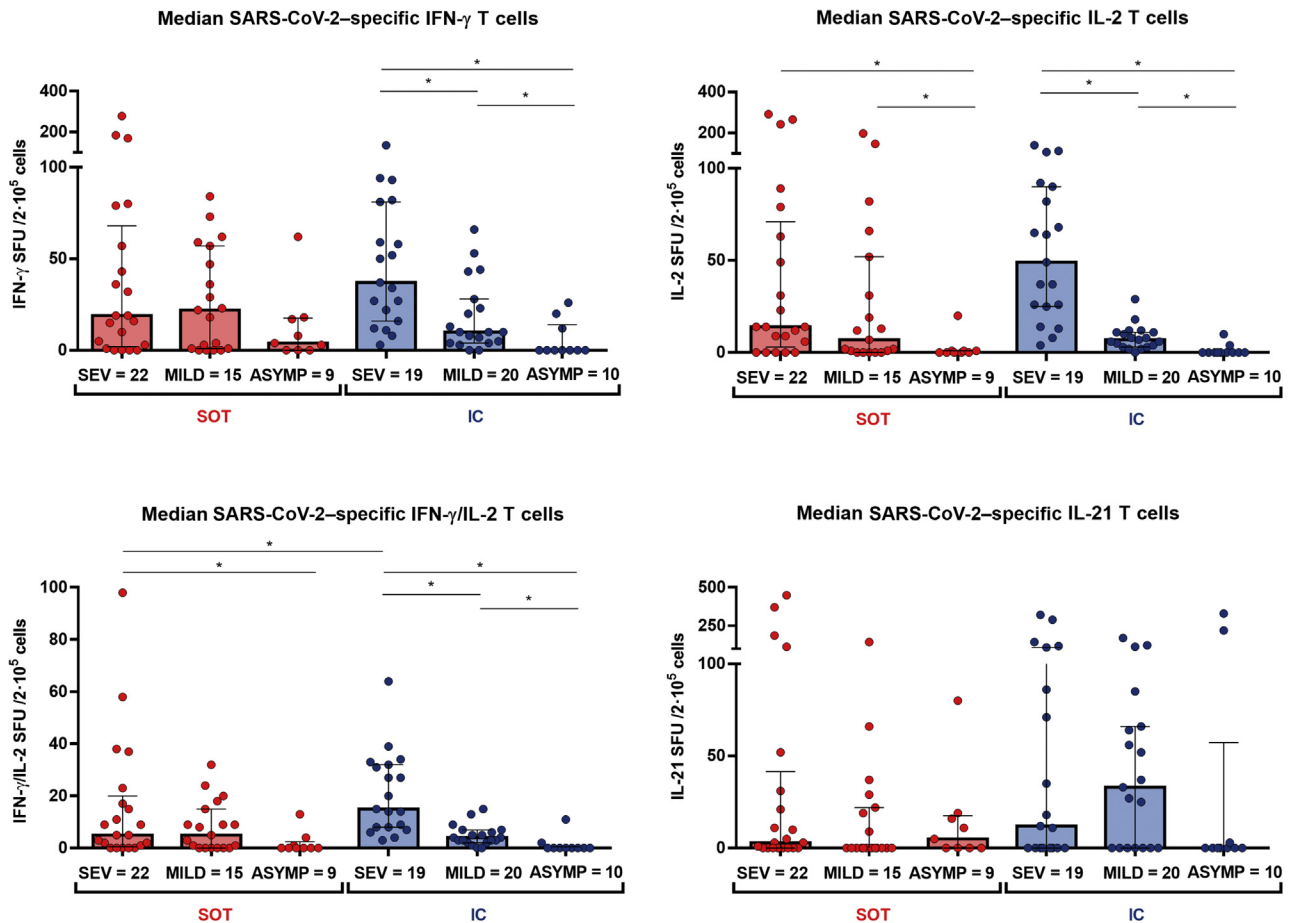 Median SARS-CoV-2–specific IFN-γ T cells
IFN-γ SFU /2·10⁵ cells
400
200
100
50
0
* * *
SEV = 22 MILD = 15 ASYMP = 9 SEV = 19 MILD = 20 ASYMP = 10
SOT IC
Median SARS-CoV-2–specific IL-2 T cells
IL-2 SFU /2·10⁵ cells
400
200
100
50
0
* * * * *
SEV = 22 MILD = 15 ASYMP = 9 SEV = 19 MILD = 20 ASYMP = 10
SOT IC
Median SARS-CoV-2–specific IFN-γ/IL-2 T cells
IFN-γ/IL-2 SFU /2·10⁵ cells
100
80
60
40
20
0
* * * * *
SEV = 22 MILD = 15 ASYMP = 9 SEV = 19 MILD = 20 ASYMP = 10
SOT IC
Median SARS-CoV-2–specific IL-21 T cells
IL-21 SFU /2·10⁵ cells
500
250
100
50
0
SEV = 22 MILD = 15 ASYMP = 9 SEV = 19 MILD = 20 ASYMP = 10
SOT IC